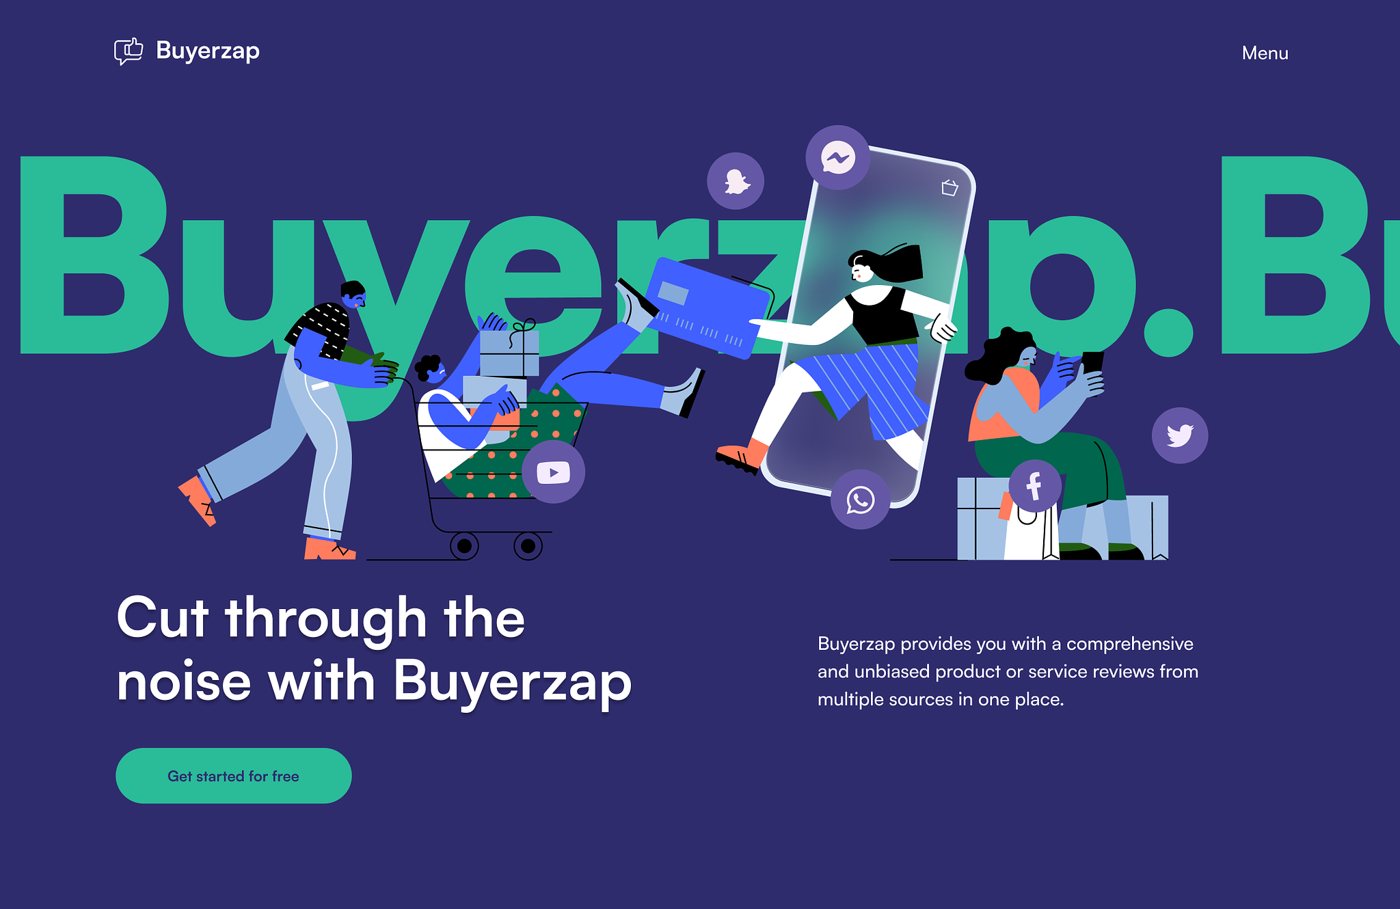 Buyerzap
Menu
Buyerzap. Bu
Cut through the
noise with Buyerzap
Buyerzap provides you with a comprehensive
and unbiased product or service reviews from
multiple sources in one place.
Get started for free